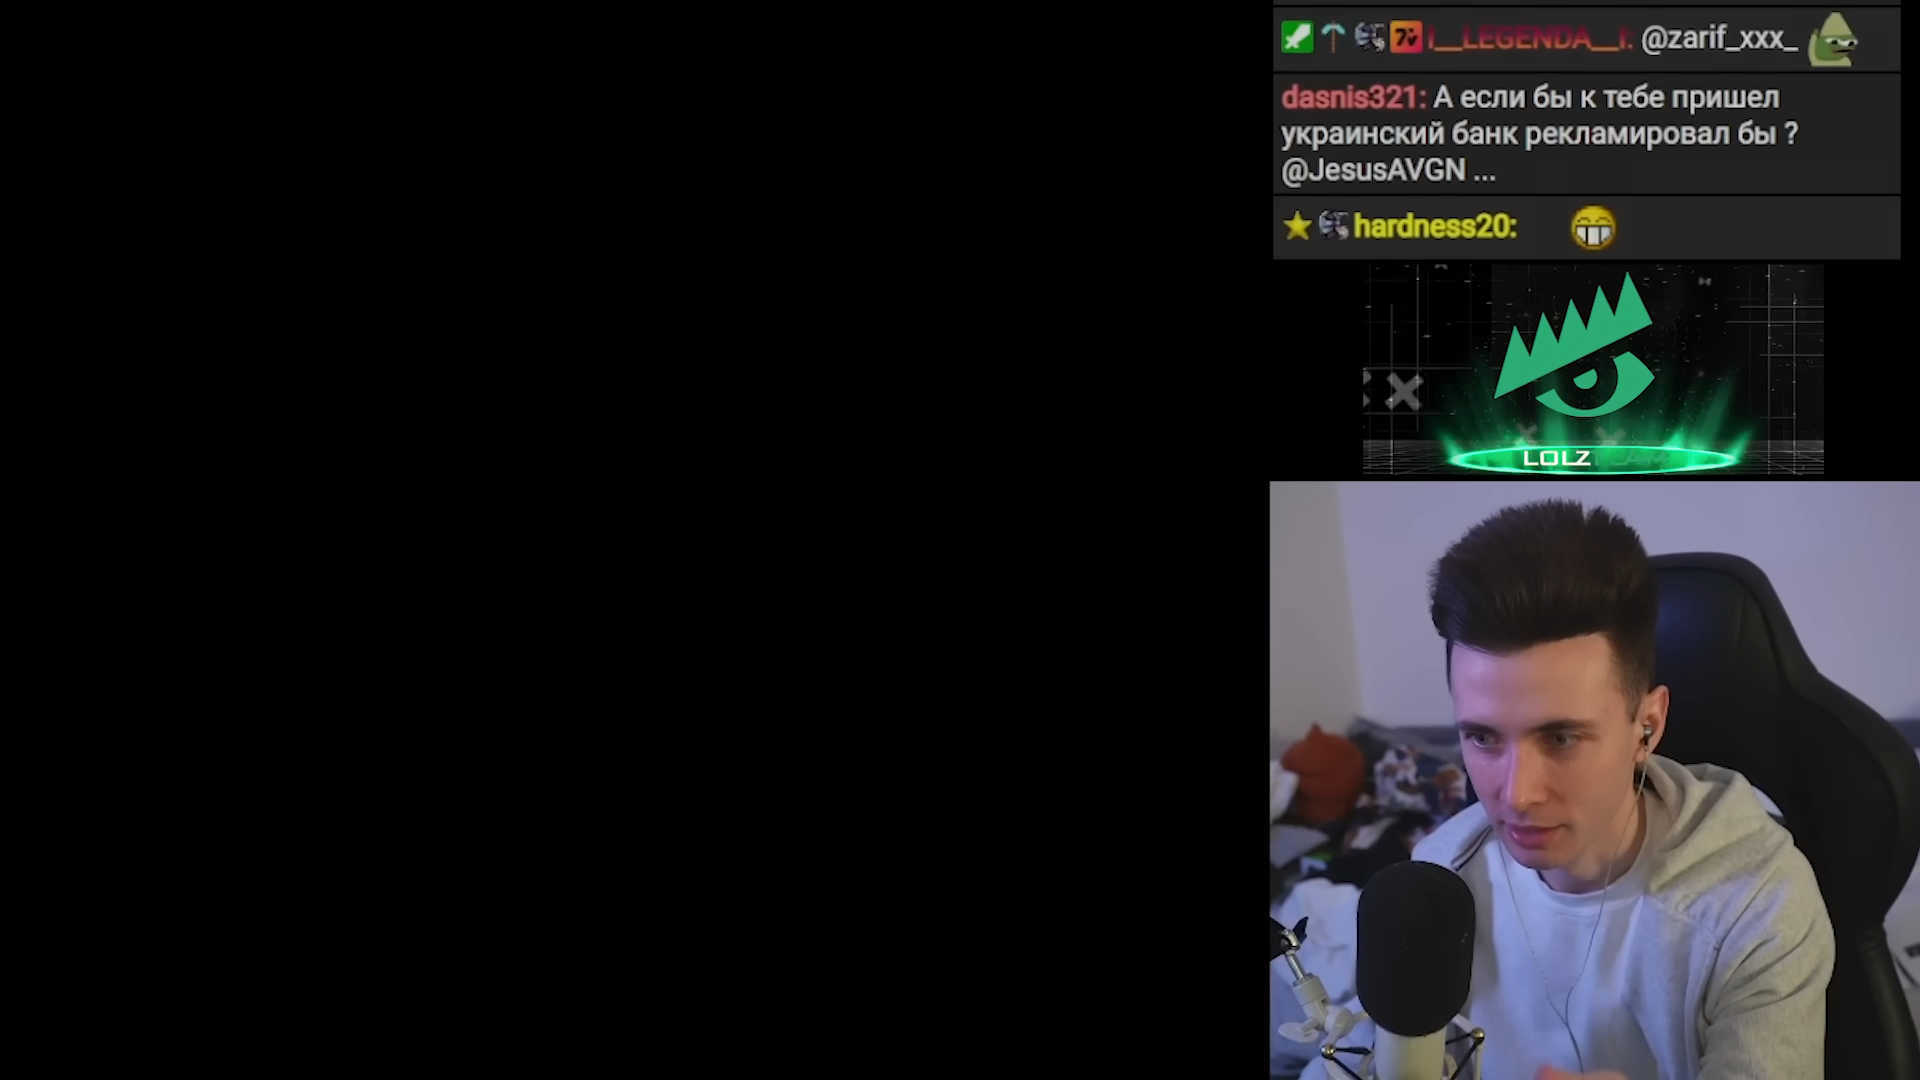 I__LEGENDA__I: @zarif_xxx_
dasnis321: А если бы к тебе пришел
украинский банк рекламировал бы ?
@JesusAVGN ...
hardness20:
LOLZ